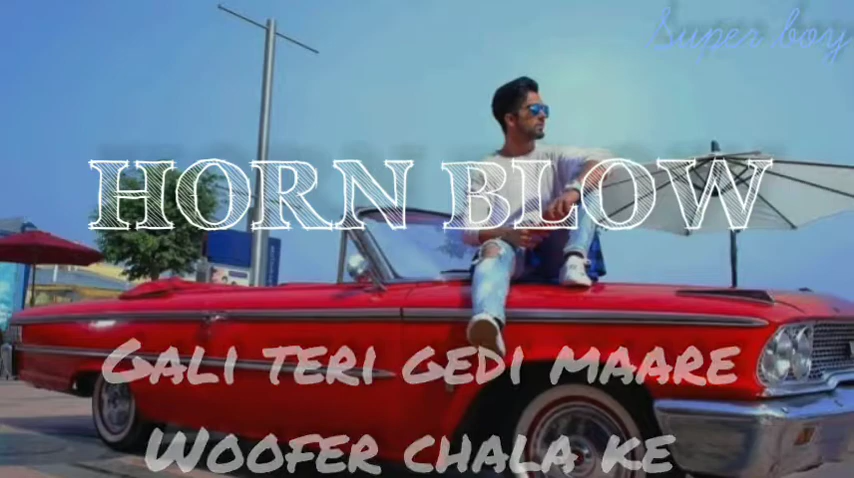 Super boy
HORN BLOW
GALI TERI GEDI MAARE
WOOFER CHALA KE